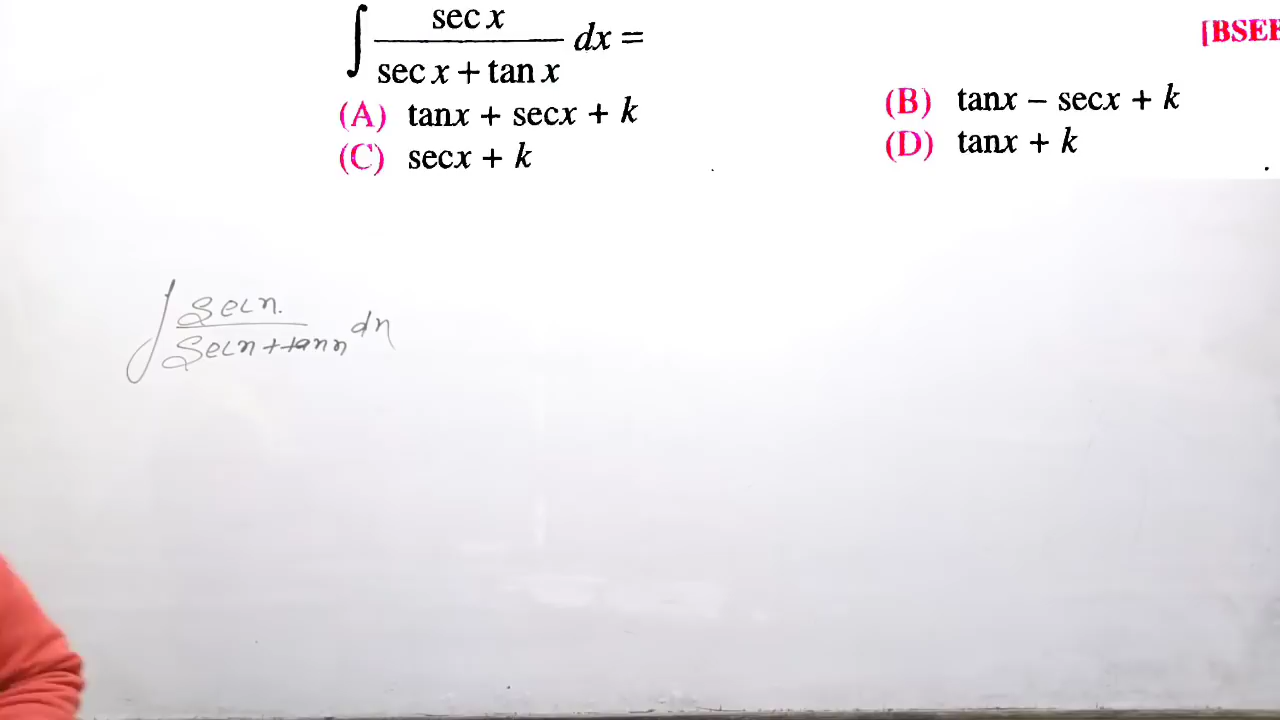 ∫ sec x / (sec x + tan x) dx =
[BSEB
(A) tanx + secx + k
(B) tanx – secx + k
(C) secx + k
(D) tanx + k
∫ secx / (secx + tanx) dx